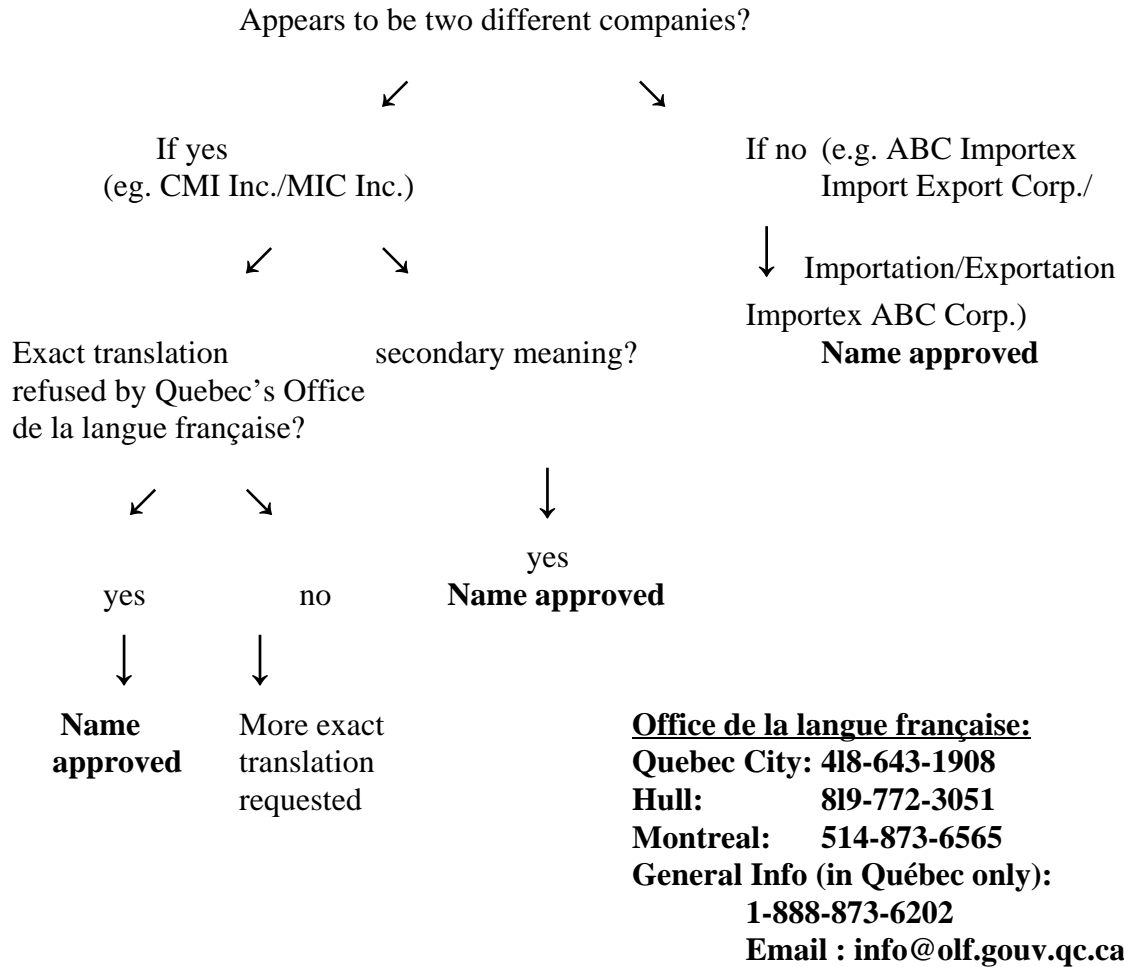 Appears to be two different companies?
If yes
(eg. CMI Inc./MIC Inc.)
If no (e.g. ABC Importex
Import Export Corp./
Importation/Exportation
Importex ABC Corp.)
Name approved
Exact translation
refused by Quebec's Office
de la langue française?
secondary meaning?
yes
Name approved
yes
no
Name
approved
More exact
translation
requested
Office de la langue française:
Quebec City: 4l8-643-1908
Hull: 8l9-772-3051
Montreal: 514-873-6565
General Info (in Québec only):
1-888-873-6202
Email : info@olf.gouv.qc.ca